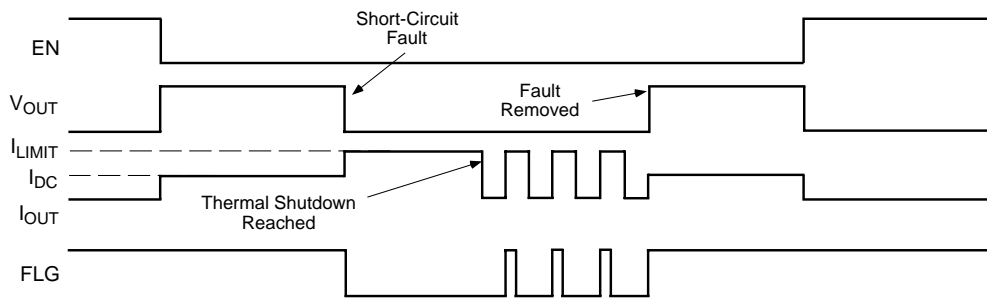 Short-Circuit
Fault
EN
Fault
Removed
VOUT
ILIMIT
IDC
Thermal Shutdown
Reached
IOUT
FLG